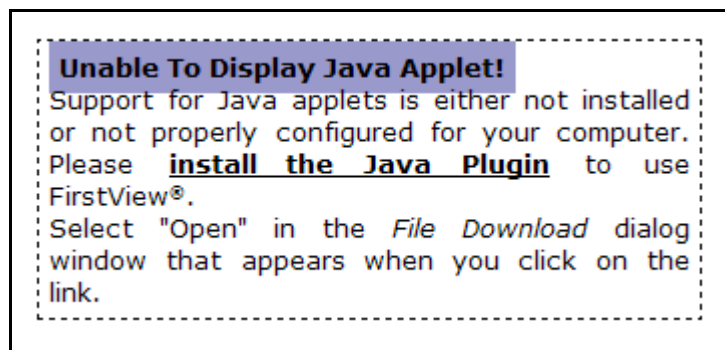 Unable To Display Java Applet!
Support for Java applets is either not installed
or not properly configured for your computer.
Please install the Java Plugin to use
FirstView®.
Select "Open" in the File Download dialog
window that appears when you click on the
link.